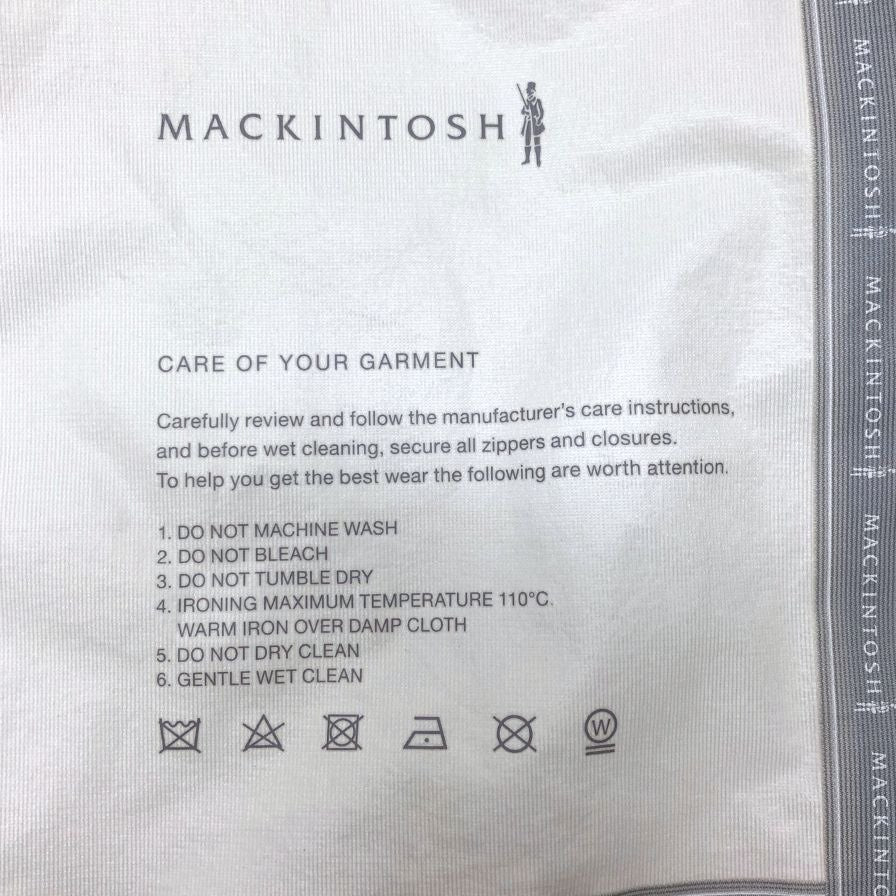 MACKINTOSH
CARE OF YOUR GARMENT
Carefully review and follow the manufacturer's care instructions,
and before wet cleaning, secure all zippers and closures.
To help you get the best wear the following are worth attention.
1. DO NOT MACHINE WASH
2. DO NOT BLEACH
3. DO NOT TUMBLE DRY
4. IRONING MAXIMUM TEMPERATURE 110°C.
WARM IRON OVER DAMP CLOTH
5. DO NOT DRY CLEAN
6. GENTLE WET CLEAN
W
MACKINTOSH
MACKINTOSH
MACKINTOSH
MACKINT